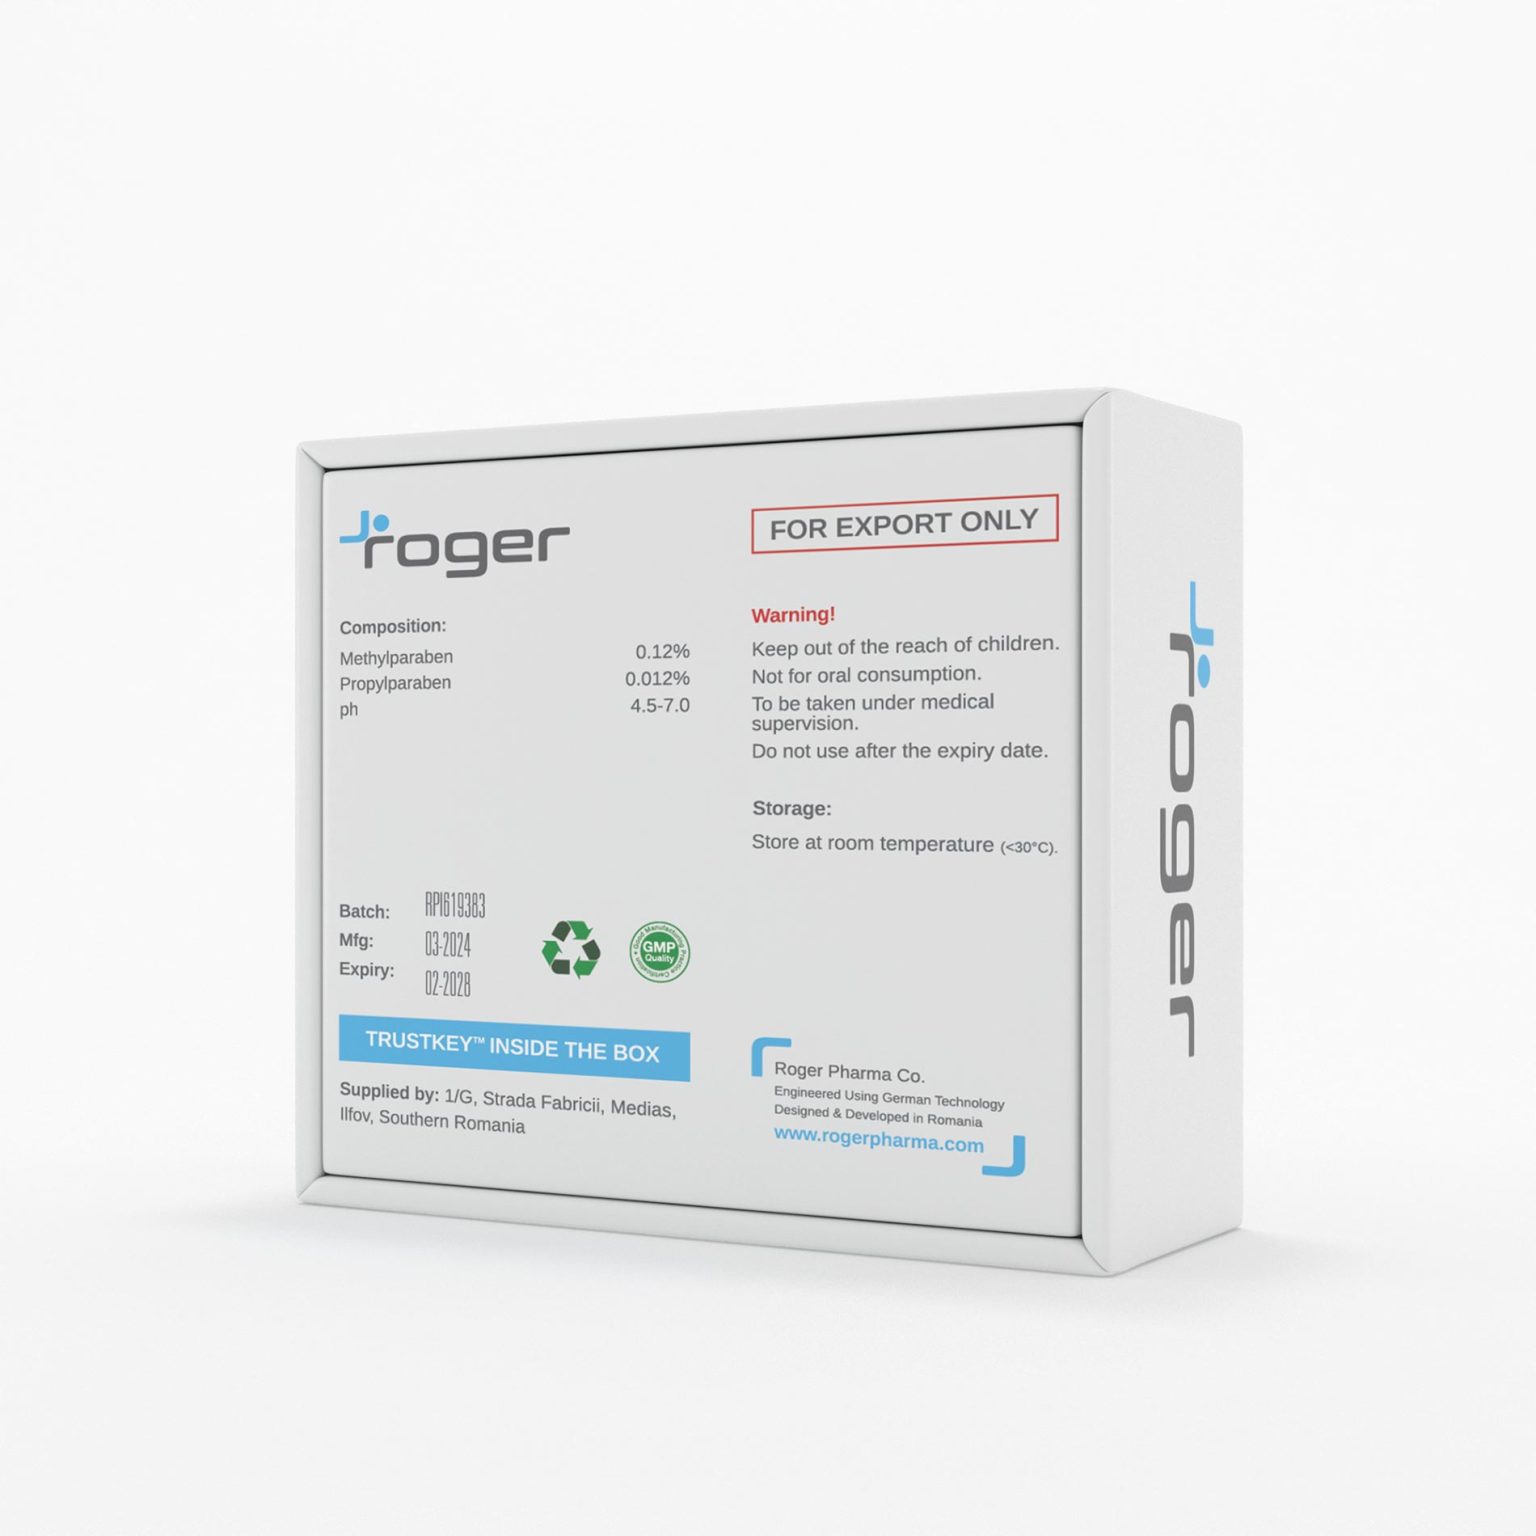 roger
Composition:
Methylparaben 0.12%
Propylparaben 0.012%
ph 4.5-7.0
Batch: RPI619383
Mfg: 03-2024
Expiry: 02-2028
Good Manufacturing Practice Certification
GMP
Quality
TRUSTKEY™ INSIDE THE BOX
Supplied by: 1/G, Strada Fabricii, Medias,
Ilfov, Southern Romania
FOR EXPORT ONLY
Warning!
Keep out of the reach of children.
Not for oral consumption.
To be taken under medical
supervision.
Do not use after the expiry date.
Storage:
Store at room temperature (<30°C).
Roger Pharma Co.
Engineered Using German Technology
Designed & Developed in Romania
www.rogerpharma.com
roger